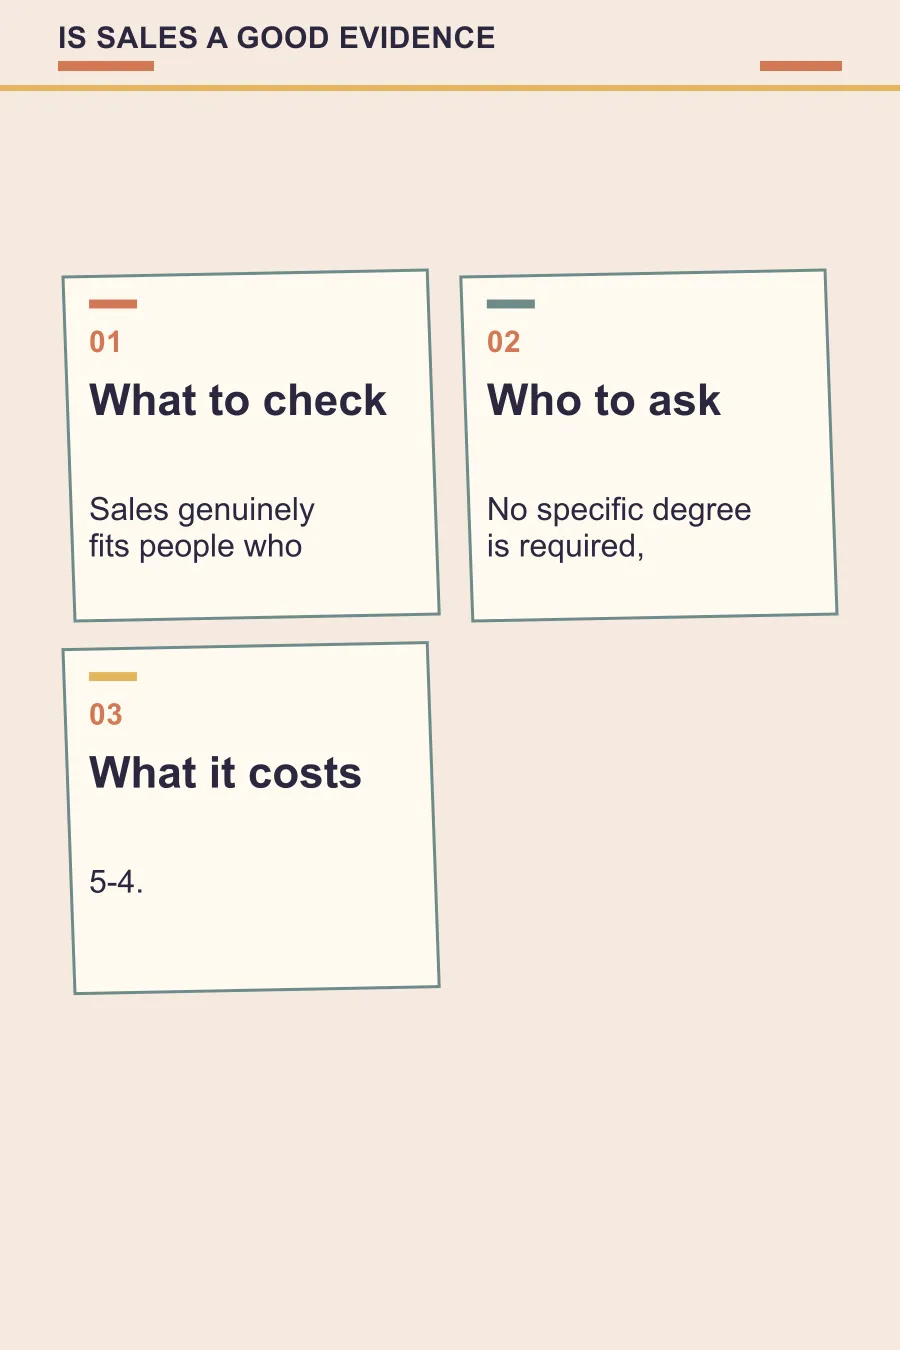 IS SALES A GOOD EVIDENCE
01
What to check
Sales genuinely
fits people who
02
Who to ask
No specific degree
is required,
03
What it costs
5-4.